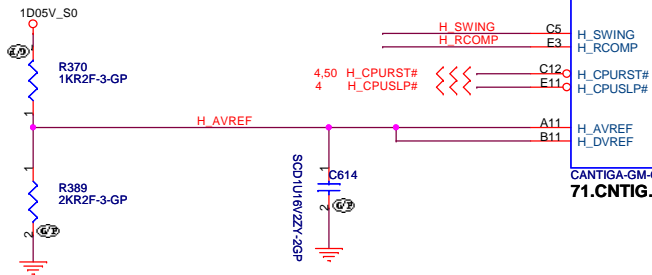 1D05V_S0
H_SWING C5 H_SWING
H_RCOMP E3 H_RCOMP
2 G/P
R370
1KR2F-3-GP
4,50 H_CPURST# C12 H_CPURST#
4 H_CPUSLP# E11 H_CPUSLP#
1
H_AVREF A11 H_AVREF
B11 H_DVREF
1
R389
2KR2F-3-GP
2 G/P
SCD1U16V2ZY-2GP
1 C614
2 G/P
CANTIGA-GM-
71.CNTIG.